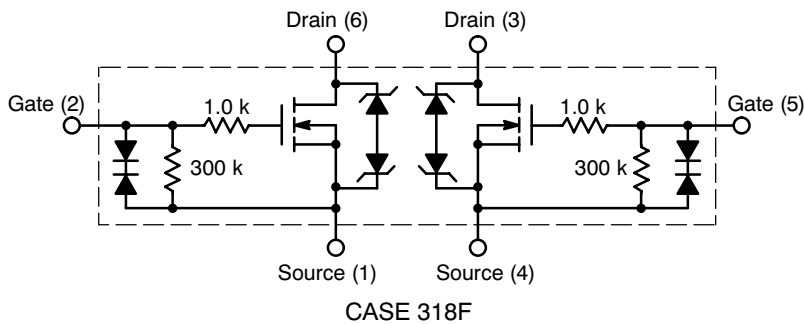 Drain (6) Drain (3)
Gate (2) 1.0 k 1.0 k Gate (5)
300 k 300 k
Source (1) Source (4)
CASE 318F